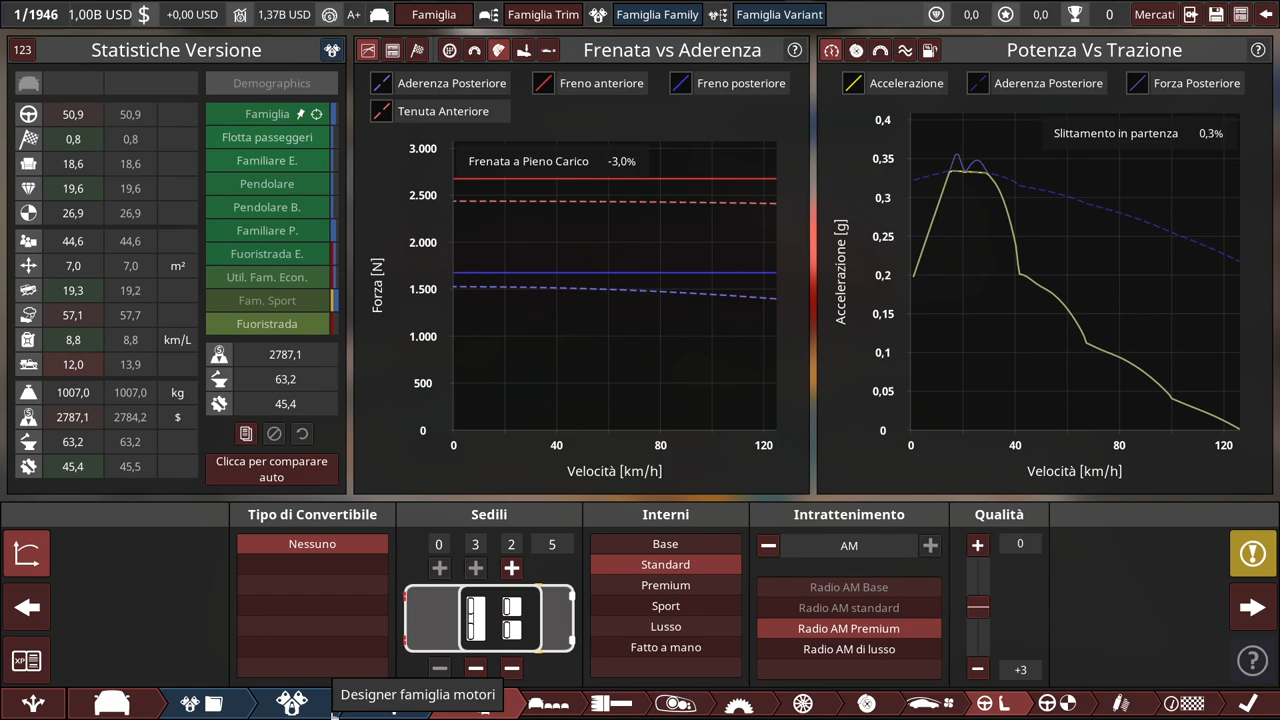 1/1946 1,00B USD $ +0,00 USD 1,37B USD A+ Famiglia Famiglia Trim Famiglia Family Famiglia Variant 0,0 0,0 0 Mercati
123 Statistiche Versione
Demographics
50,9 50,9
0,8 0,8
18,6 18,6
19,6 19,6
26,9 26,9
44,6 44,6
7,0 7,0 m²
19,3 19,2
57,1 57,7
8,8 8,8 km/L
12,0 13,9
1007,0 1007,0 kg
2787,1 2784,2 $
63,2 63,2
45,4 45,5
Famiglia
Flotta passeggeri
Familiare E.
Pendolare
Pendolare B.
Familiare P.
Fuoristrada E.
Util. Fam. Econ.
Fam. Sport
Fuoristrada
2787,1
63,2
45,4
Clicca per comparare
auto
Frenata vs Aderenza ?
Aderenza Posteriore Freno anteriore Freno posteriore
Tenuta Anteriore
Frenata a Pieno Carico -3,0%
3.000
2.500
2.000
1.500
1.000
500
0
Forza [N]
0 40 80 120
Velocità [km/h]
Potenza Vs Trazione ?
Accelerazione Aderenza Posteriore Forza Posteriore
Slittamento in partenza 0,3%
0,4
0,35
0,3
0,25
0,2
0,15
0,1
0,05
0
Accelerazione [g]
0 40 80 120
Velocità [km/h]
Tipo di Convertibile
Nessuno
Sedili
0 3 2 5
Interni
Base
Standard
Premium
Sport
Lusso
Fatto a mano
Intrattenimento
AM
Radio AM Base
Radio AM standard
Radio AM Premium
Radio AM di lusso
Qualità
0
+3
XP
?
Designer famiglia motori